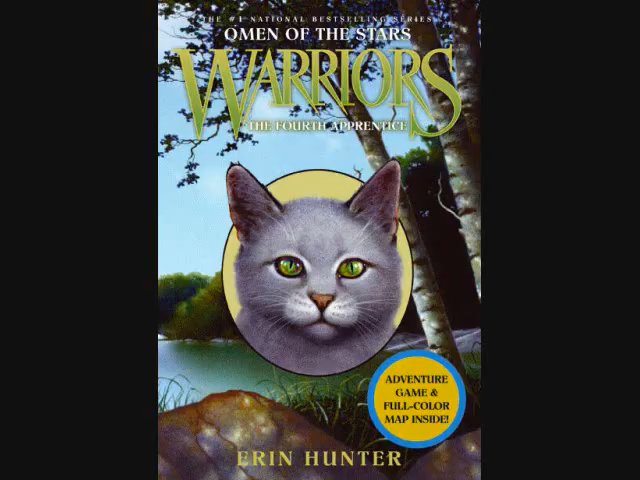 THE #1 NATIONAL BESTSELLING SERIES
OMEN OF THE STARS
WARRIORS
THE FOURTH APPRENTICE
ADVENTURE
GAME &
FULL-COLOR
MAP INSIDE!
ERIN HUNTER